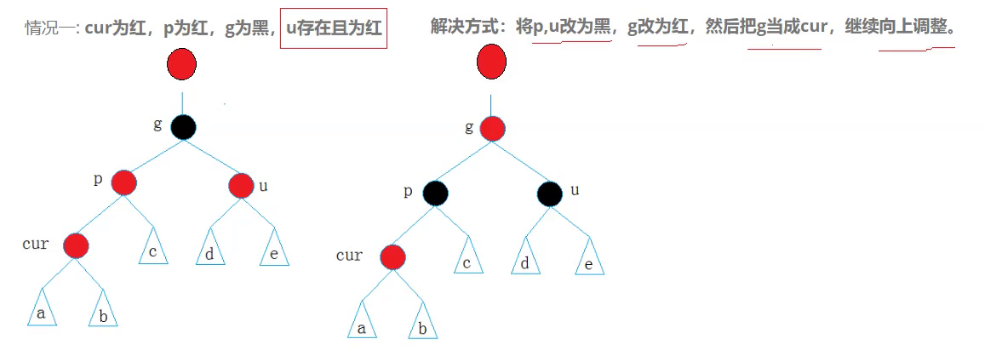 情况一: cur为红，p为红，g为黑，u存在且为红
解决方式：将p,u改为黑，g改为红，然后把g当成cur，继续向上调整。
g
p
u
cur
c
d
e
a
b
g
p
u
cur
c
d
e
a
b